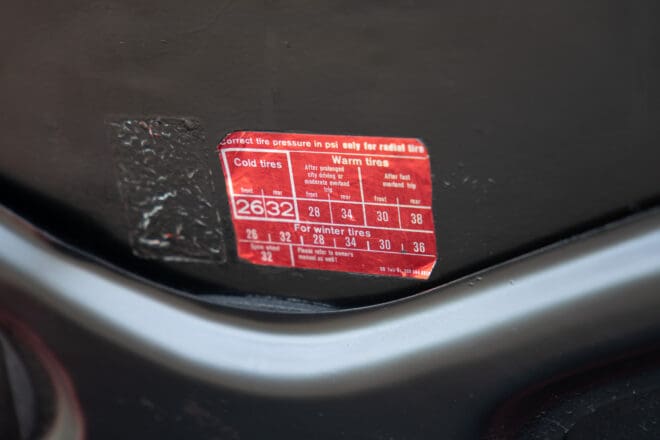 correct tire pressure in psi only for radial tire
Cold tires
Warm tires
After prolonged
city driving or
moderate overland
trip
After fast
overland trip
front rear front rear front rear
26 32 28 34 30 38
For winter tires
26 32 28 34 30 36
Spare wheel
32
Please refer to owners
manual as well!